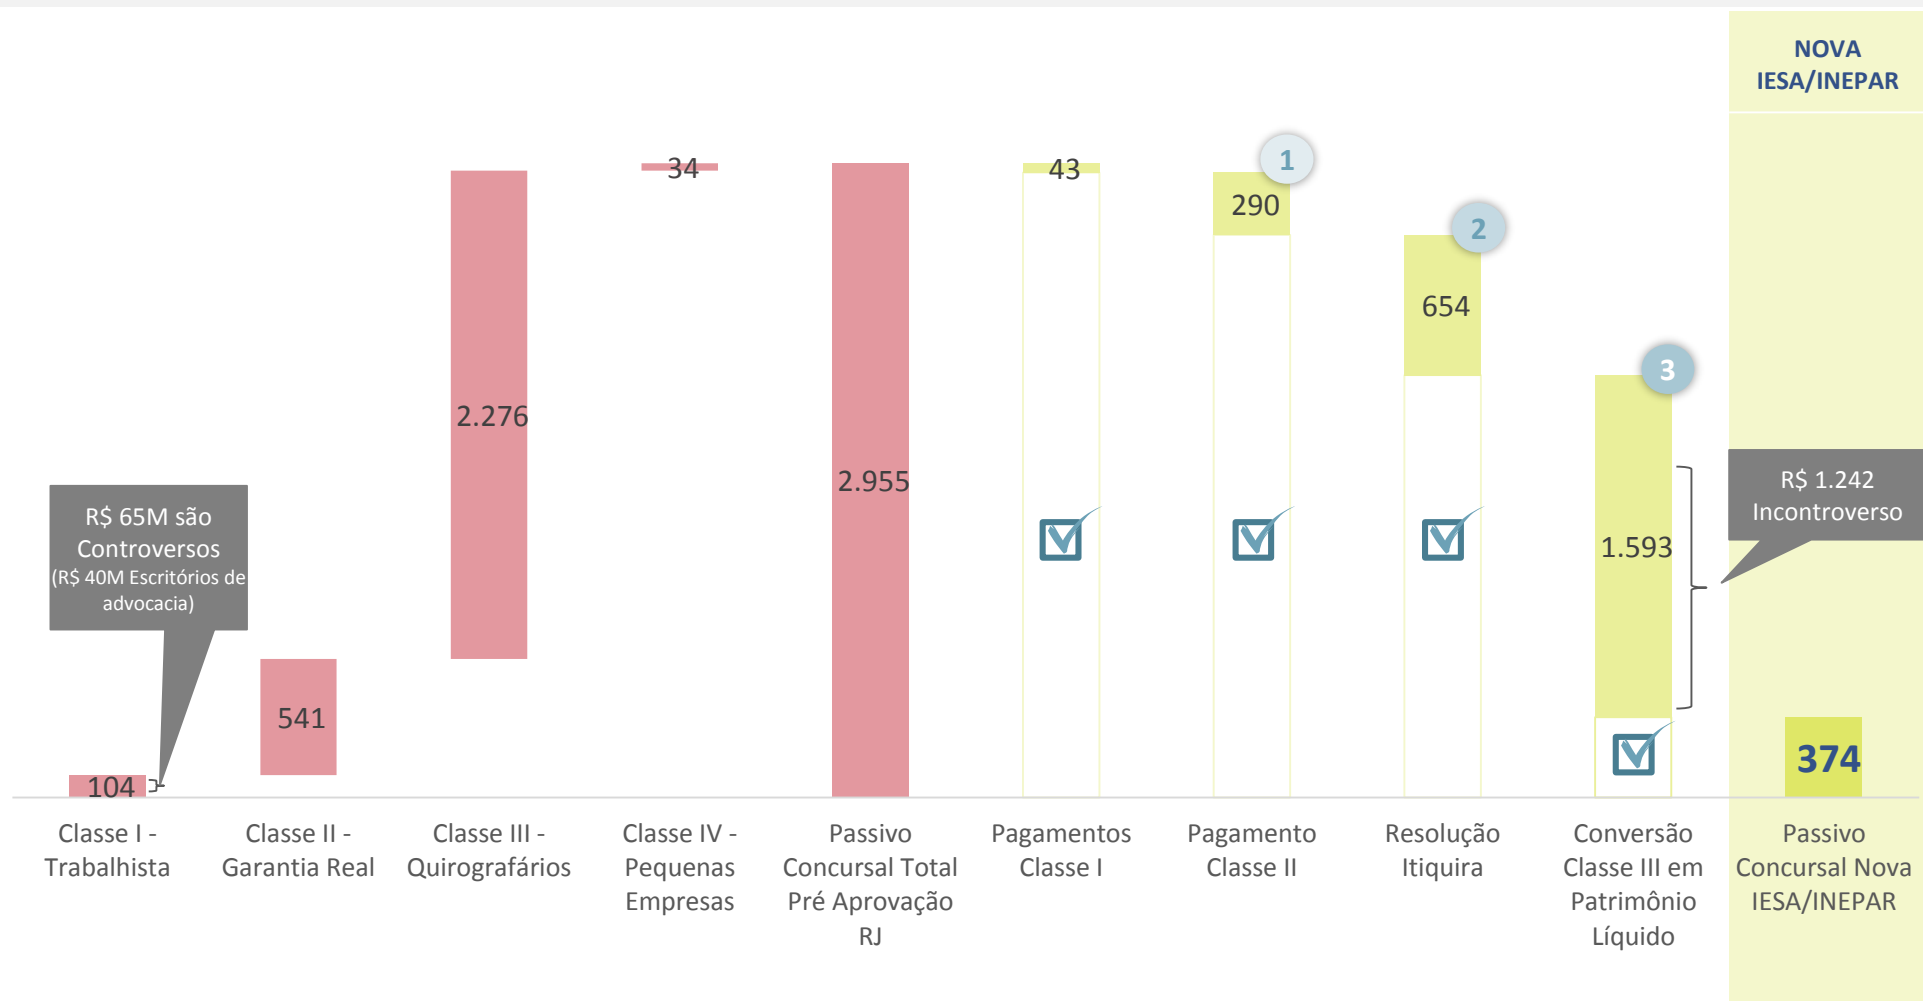 NOVA
IESA/INEPAR
34
43
1
290
2
654
3
2.276
2.955
1.593
R$ 1.242
Incontroverso
R$ 65M são
Controversos
(R$ 40M Escritórios de
advocacia)
541
104
374
Classe I -
Trabalhista
Classe II -
Garantia Real
Classe III -
Quirografários
Classe IV -
Pequenas
Empresas
Passivo
Concursal Total
Pré Aprovação
RJ
Pagamentos
Classe I
Pagamento
Classe II
Resolução
Itiquira
Conversão
Classe III em
Patrimônio
Líquido
Passivo
Concursal Nova
IESA/INEPAR